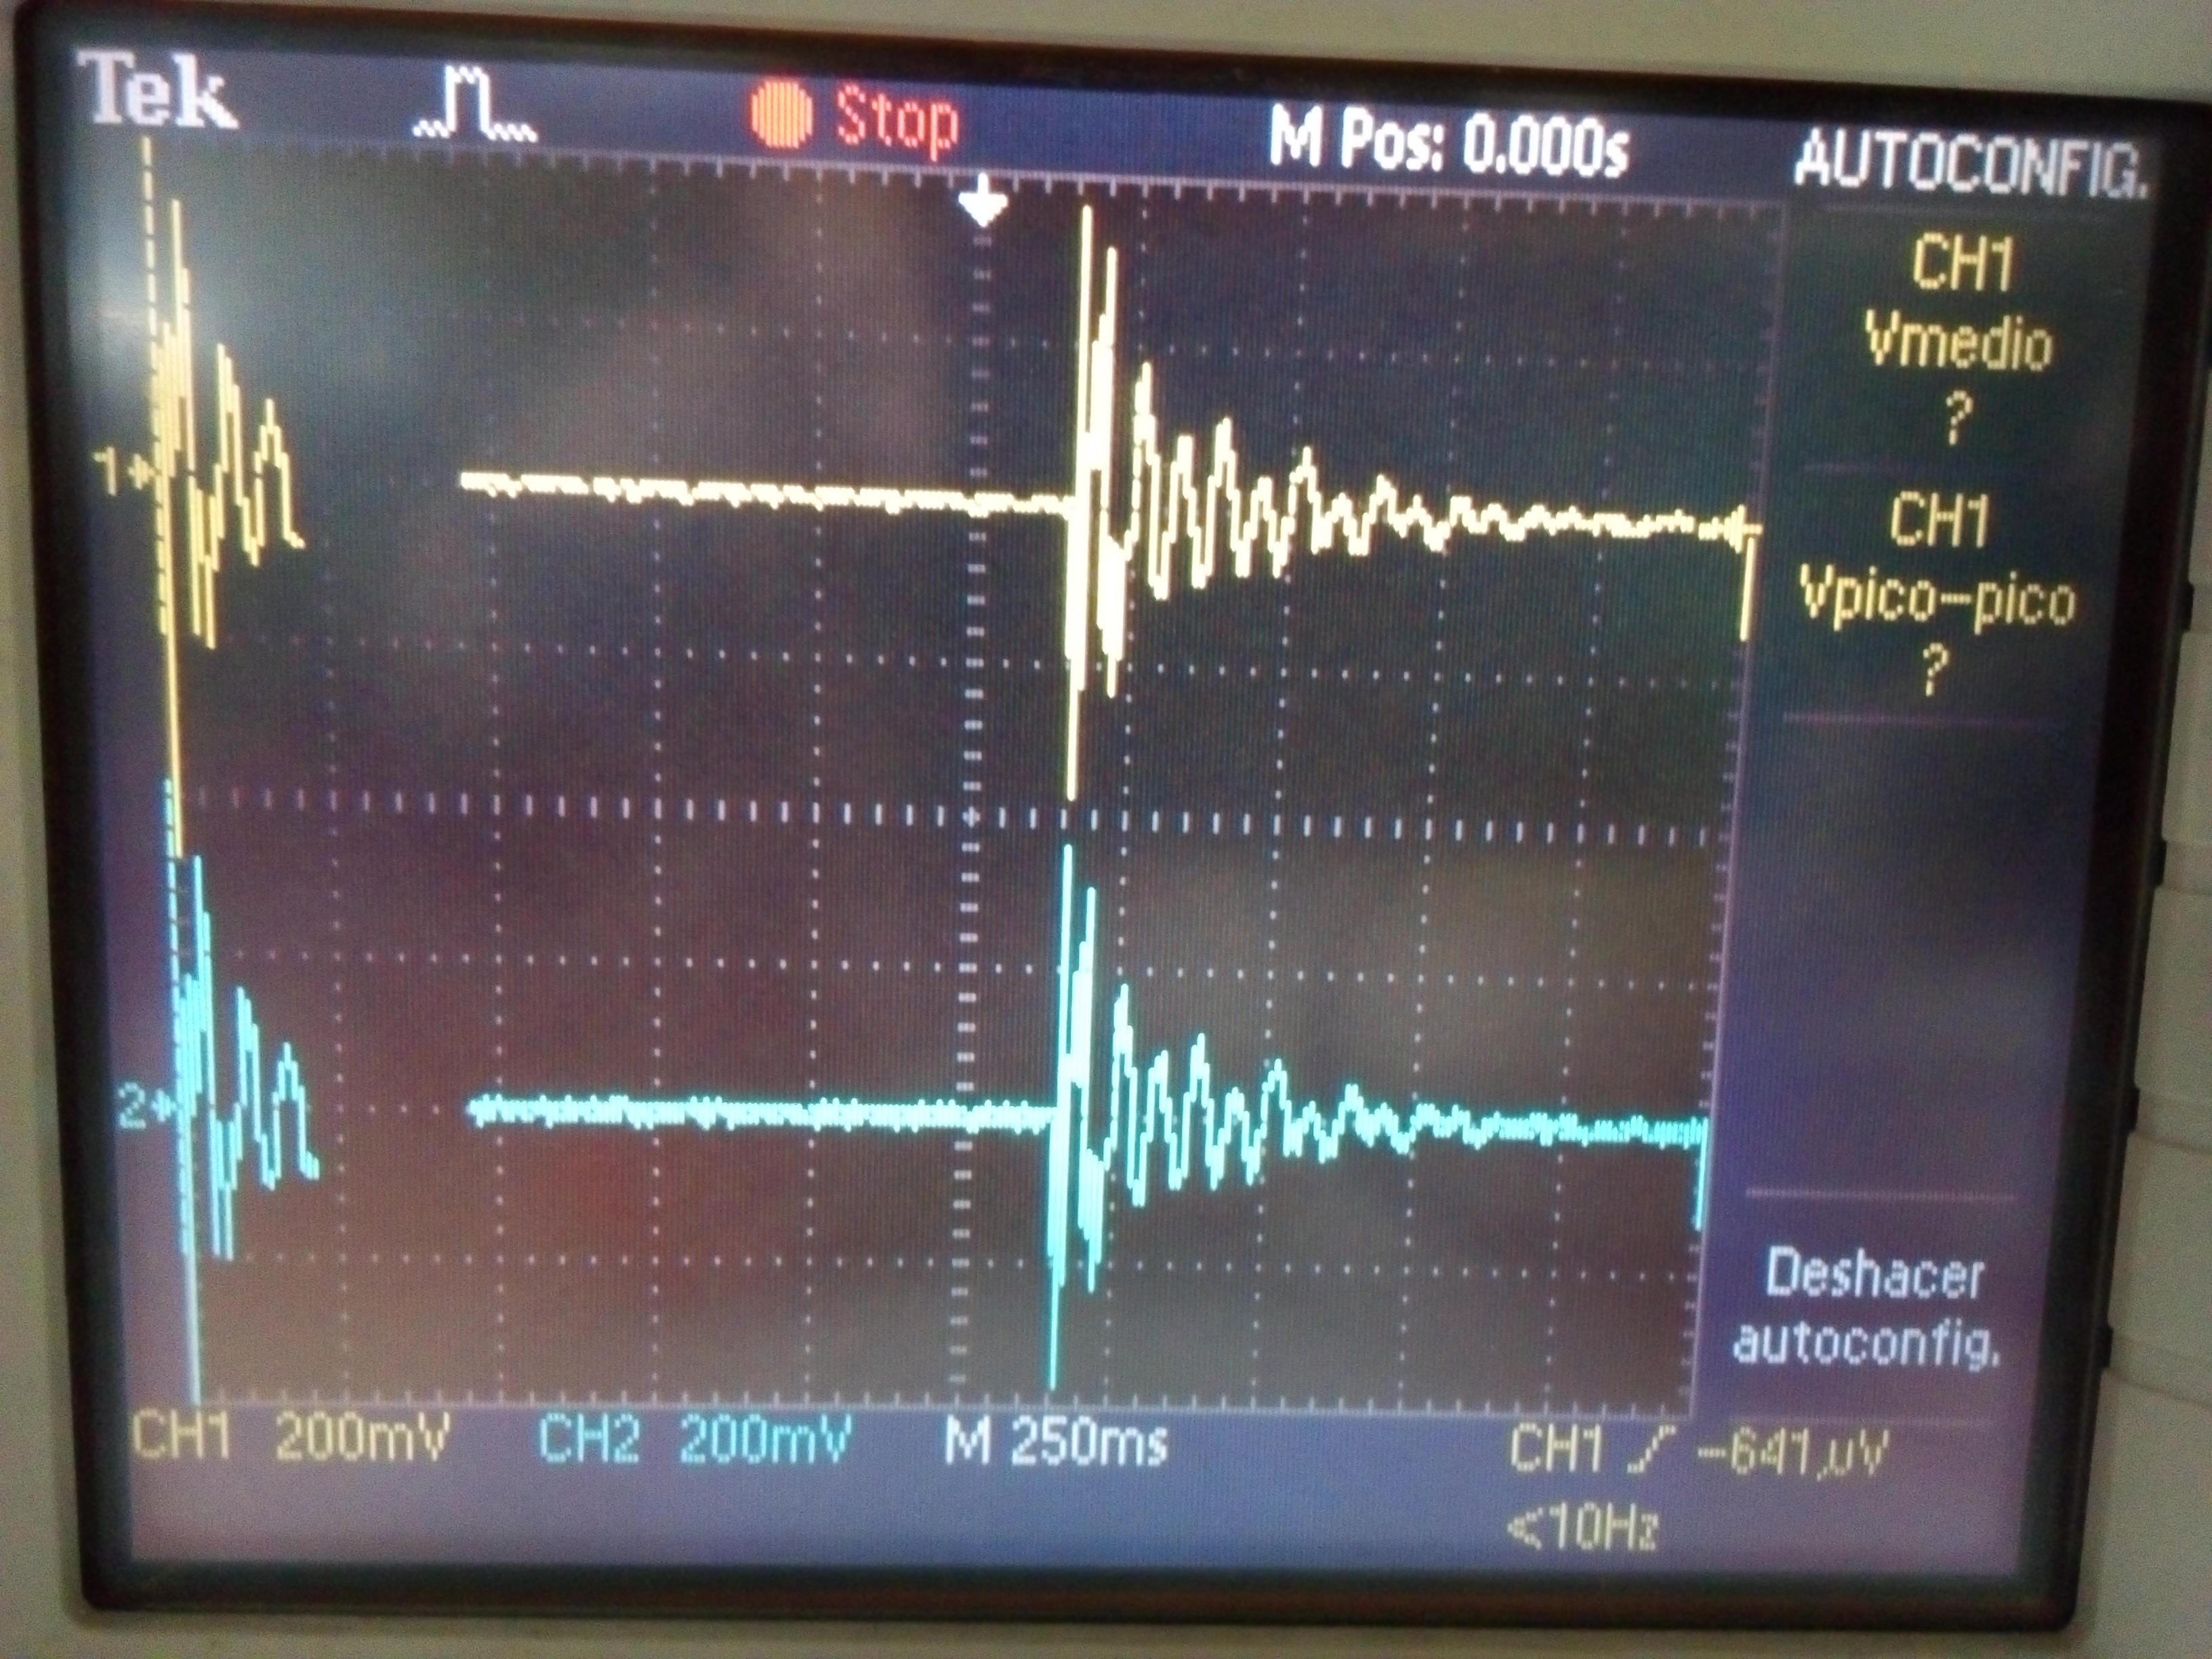 Tek Stop M Pos: 0.000s AUTOCONFIG.
CH1
Vmedio
?
1
CH1
Vpico-pico
?
2
Deshacer
autoconfig.
CH1 200mV CH2 200mV M 250ms CH1 -641µV
<10Hz